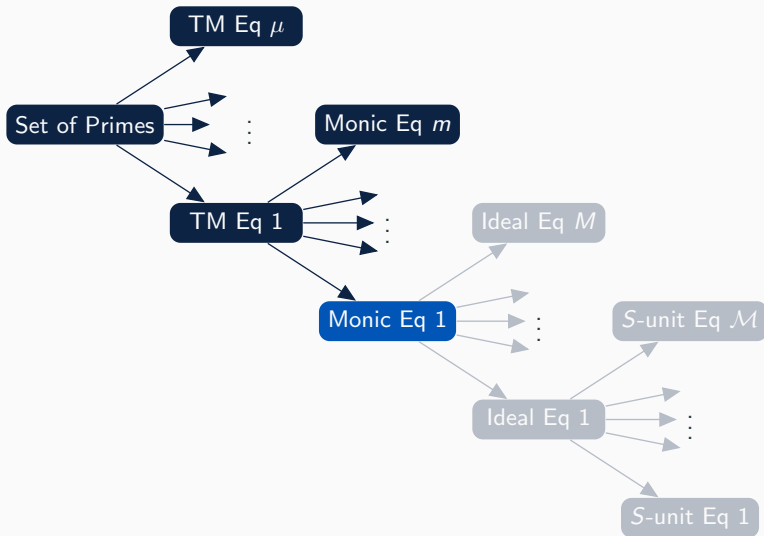 TM Eq μ
Set of Primes
⋮
Monic Eq m
TM Eq 1
⋮
Ideal Eq M
Monic Eq 1
⋮
S-unit Eq ℳ
Ideal Eq 1
⋮
S-unit Eq 1